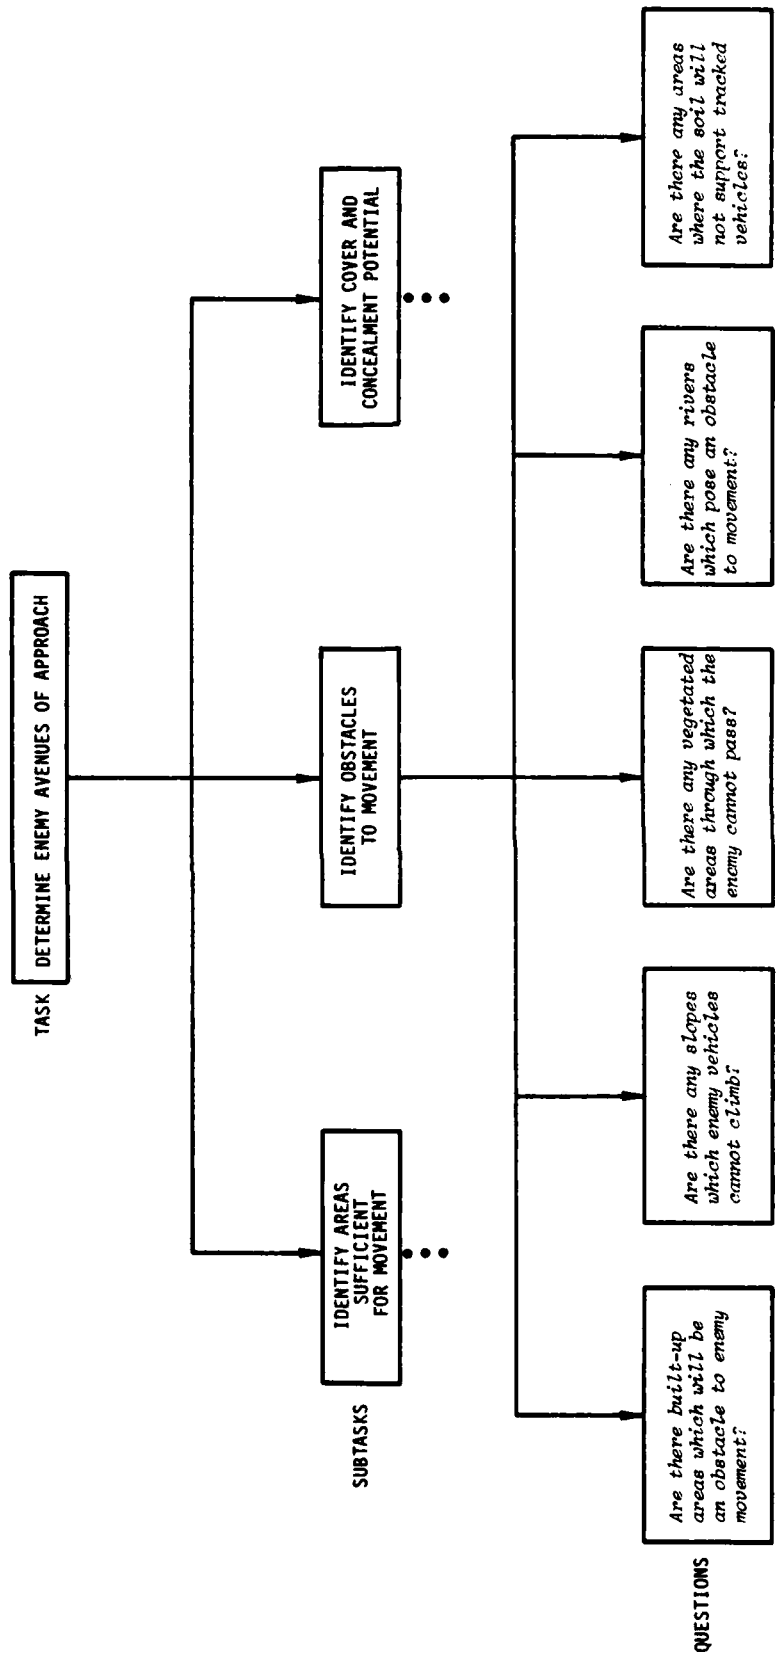 TASK
DETERMINE ENEMY AVENUES OF APPROACH
SUBTASKS
IDENTIFY AREAS
SUFFICIENT
FOR MOVEMENT
IDENTIFY OBSTACLES
TO MOVEMENT
IDENTIFY COVER AND
CONCEALMENT POTENTIAL
QUESTIONS
Are there built-up
areas which will be
an obstacle to enemy
movement?
Are there any slopes
which enemy vehicles
cannot climb?
Are there any vegetated
areas through which the
enemy cannot pass?
Are there any rivers
which pose an obstacle
to movement?
Are there any areas
where the soil will
not support tracked
vehicles?